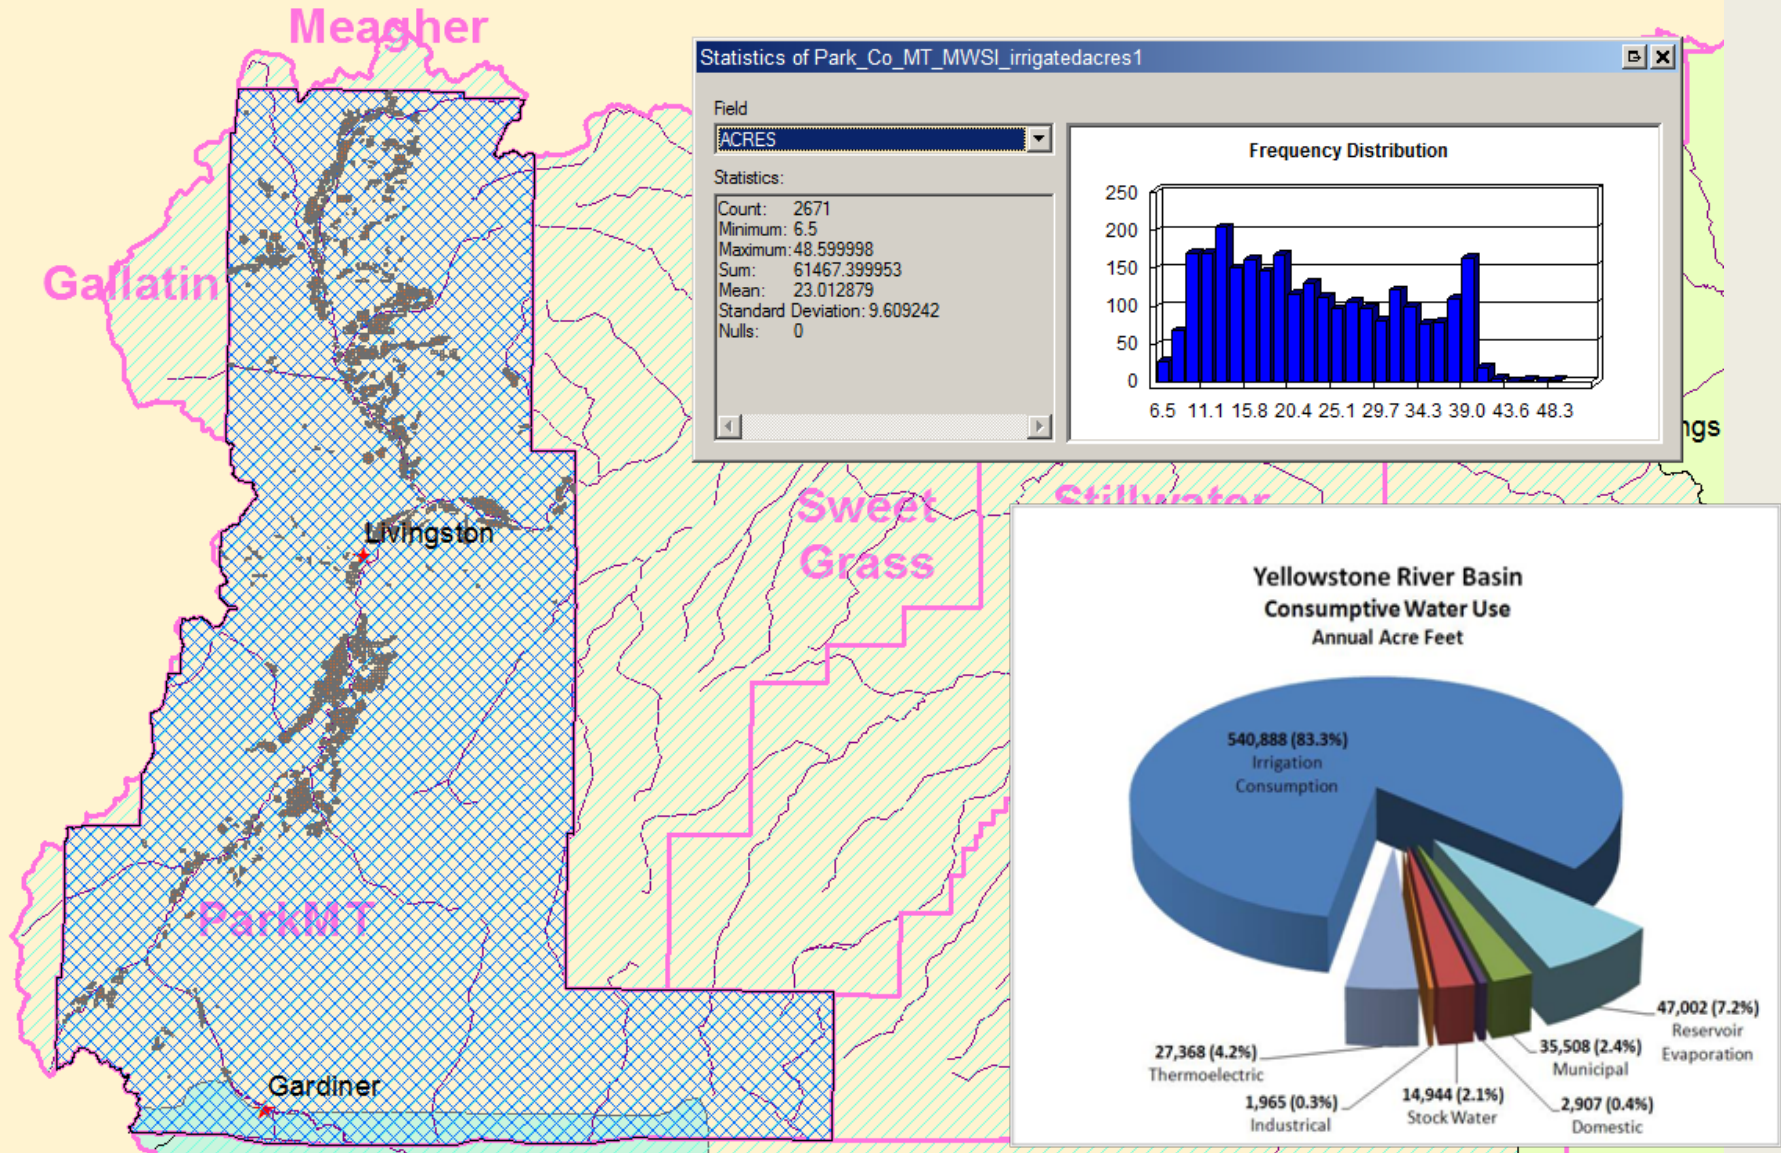 Meagher
Gallatin
Livingston
ParkMT
Gardiner
Sweet
Grass
Stillwater
ngs
Statistics of Park_Co_MT_MWSI_irrigatedacres1
Field
ACRES
Statistics:
Count: 2671
Minimum: 6.5
Maximum: 48.599998
Sum: 61467.399953
Mean: 23.012879
Standard Deviation: 9.609242
Nulls: 0
Frequency Distribution
250
200
150
100
50
0
6.5 11.1 15.8 20.4 25.1 29.7 34.3 39.0 43.6 48.3
Yellowstone River Basin
Consumptive Water Use
Annual Acre Feet
540,888 (83.3%)
Irrigation
Consumption
47,002 (7.2%)
Reservoir
Evaporation
35,508 (2.4%)
Municipal
2,907 (0.4%)
Domestic
14,944 (2.1%)
Stock Water
1,965 (0.3%)
Industrical
27,368 (4.2%)
Thermoelectric